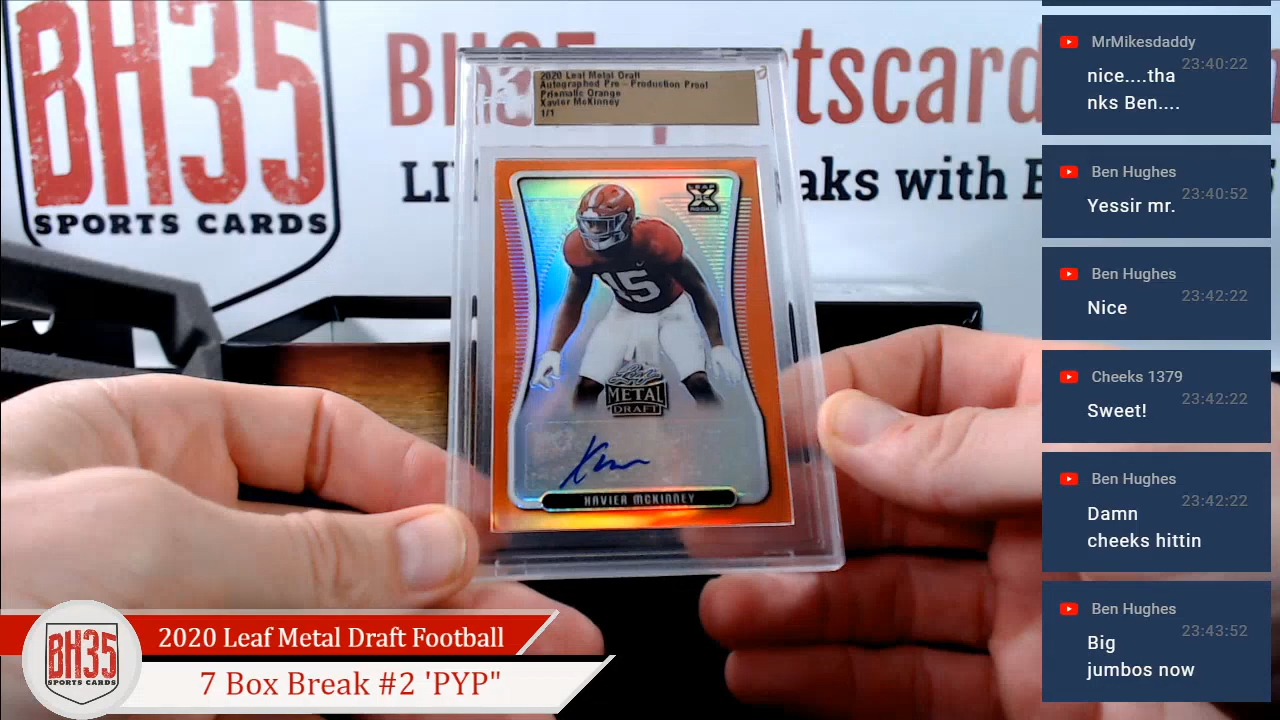 BH35
SPORTS CARDS
BH35 Sportscard
LI
aks with B
2020 Leaf Metal Draft
Autographed Pre - Production Proof
Prismatic Orange
Xavier McKinney
1/1
LEAF
X
ROOKIE
15
Leaf
METAL
DRAFT
XAVIER MCKINNEY
MrMikesdaddy
23:40:22
nice....tha
nks Ben....
Ben Hughes
23:40:52
Yessir mr.
Ben Hughes
23:42:22
Nice
Cheeks 1379
23:42:22
Sweet!
Ben Hughes
23:42:22
Damn
cheeks hittin
Ben Hughes
23:43:52
Big
jumbos now
BH35
SPORTS CARDS
2020 Leaf Metal Draft Football
7 Box Break #2 'PYP"